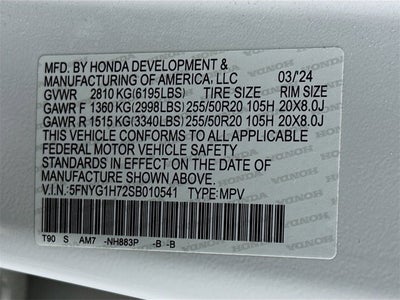 MFD. BY HONDA DEVELOPMENT &
MANUFACTURING OF AMERICA, LLC 03/'24
GVWR 2810 KG(6195LBS) TIRE SIZE RIM SIZE
GAWR F 1360 KG(2998LBS) 255/50R20 105H 20X8.0J
GAWR R 1515 KG(3340LBS) 255/50R20 105H 20X8.0J
THIS VEHICLE CONFORMS TO ALL APPLICABLE
FEDERAL MOTOR VEHICLE SAFETY
STANDARDS IN EFFECT ON THE DATE OF
MANUFACTURE SHOWN ABOVE.
V.I.N.: 5FNYG1H72SB010541 TYPE: MPV
T90 S AM7 -NH883P -B -B